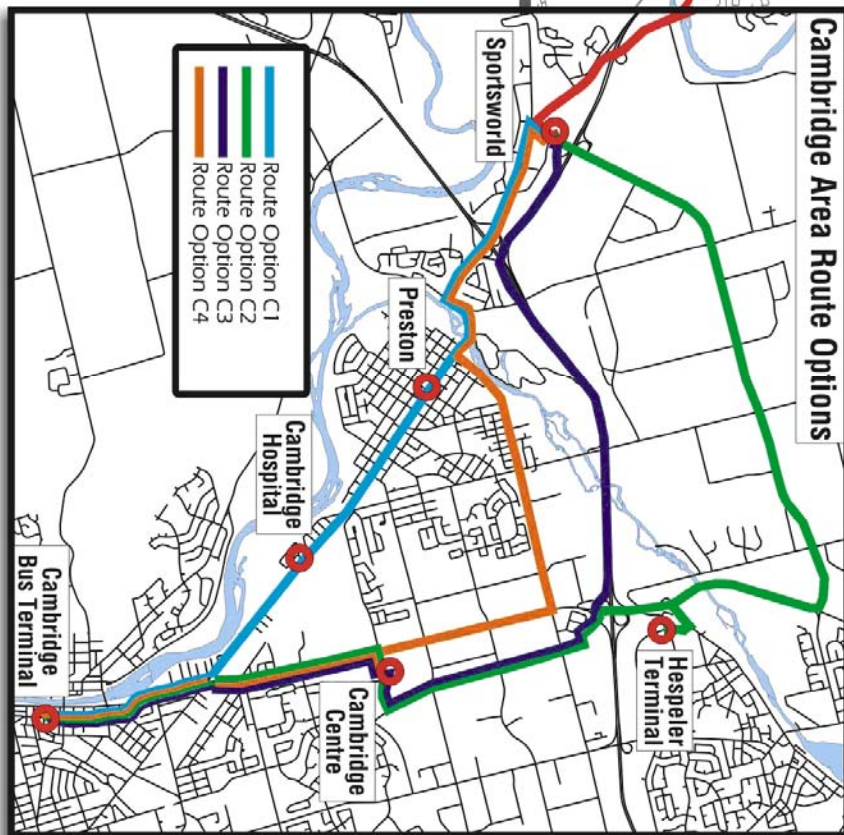 Cambridge Area Route Options
Sportsworld
Route Option C1
Route Option C2
Route Option C3
Route Option C4
Preston
Cambridge
Hospital
Hespeler
Terminal
Cambridge
Centre
Cambridge
Bus Terminal